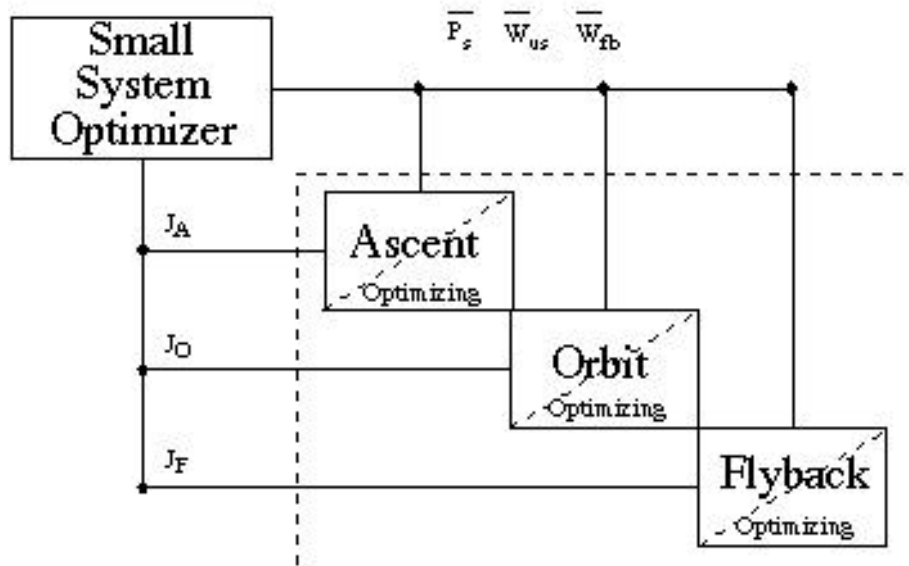 Small
System
Optimizer
P̅s W̅us W̅fb
JA
Ascent
Optimizing
JO
Orbit
Optimizing
JF
Flyback
Optimizing